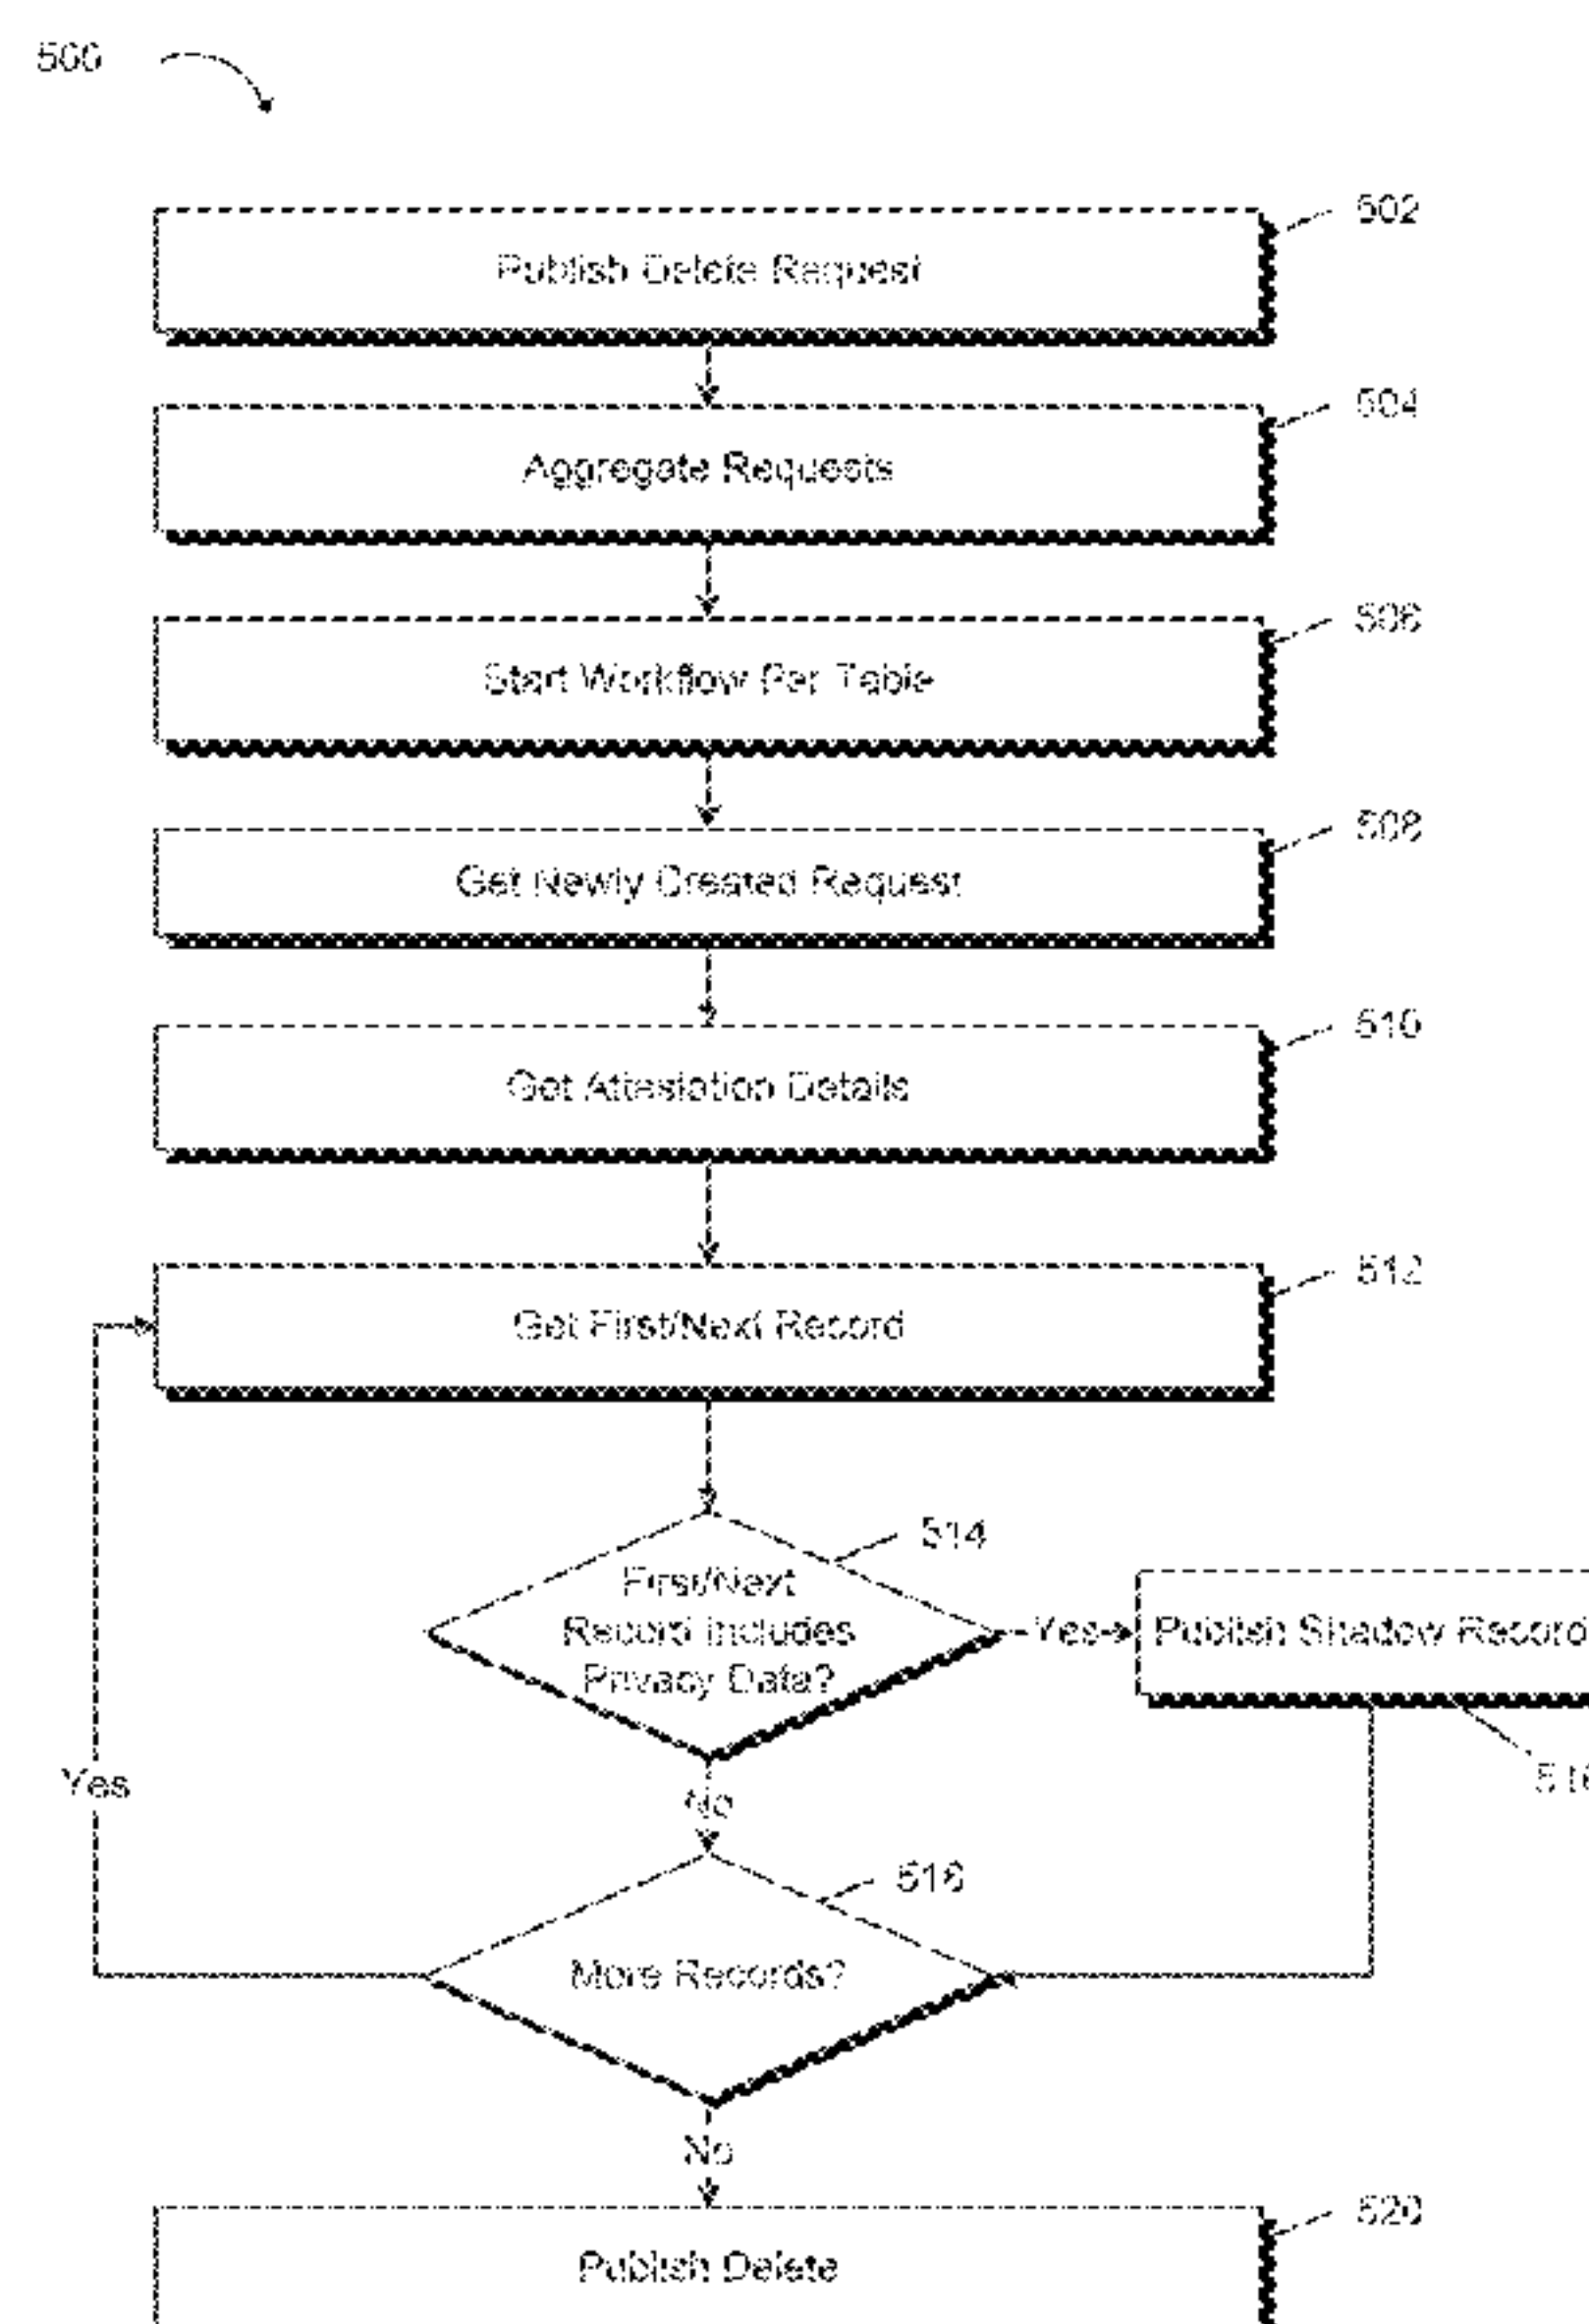 500
502
Publish Delete Request
504
Aggregate Requests
506
Start Workflow Per Table
508
Get Newly Created Request
510
Get Attestation Details
512
Get First/Next Record
514
First/Next
Record includes
Privacy Data?
Yes
Publish Shadow Record
Yes
No
More Records?
No
520
Publish Delete